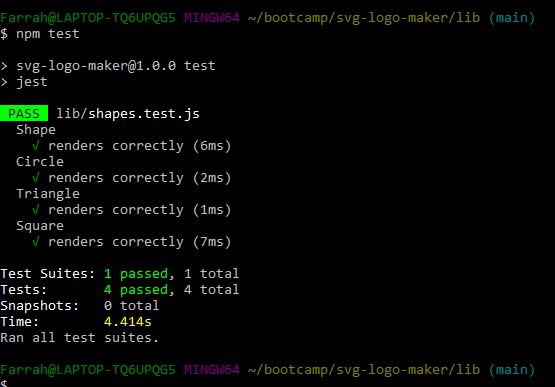 Farrah@LAPTOP-TQ6UPQG5 MINGW64 ~/bootcamp/svg-logo-maker/lib (main)
$ npm test
> svg-logo-maker@1.0.0 test
> jest
PASS lib/shapes.test.js
Shape
√ renders correctly (6ms)
Circle
√ renders correctly (2ms)
Triangle
√ renders correctly (1ms)
Square
√ renders correctly (7ms)
Test Suites: 1 passed, 1 total
Tests: 4 passed, 4 total
Snapshots: 0 total
Time: 4.414s
Ran all test suites.
Farrah@LAPTOP-TQ6UPQG5 MINGW64 ~/bootcamp/svg-logo-maker/lib (main)
$